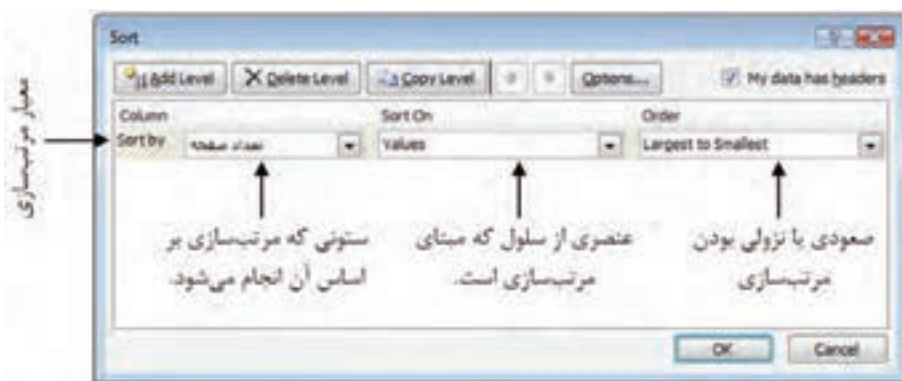 Sort
Add Level Delete Level Copy Level Options... My data has headers
Column Sort On Order
Sort by تعداد صفحه Values Largest to Smallest
معیار مرتب‌سازی
ستونی که مرتب‌سازی بر
اساس آن انجام می‌شود.
عنصری از سلول که مبنای
مرتب‌سازی است.
صعودی یا نزولی بودن
مرتب‌سازی
OK Cancel